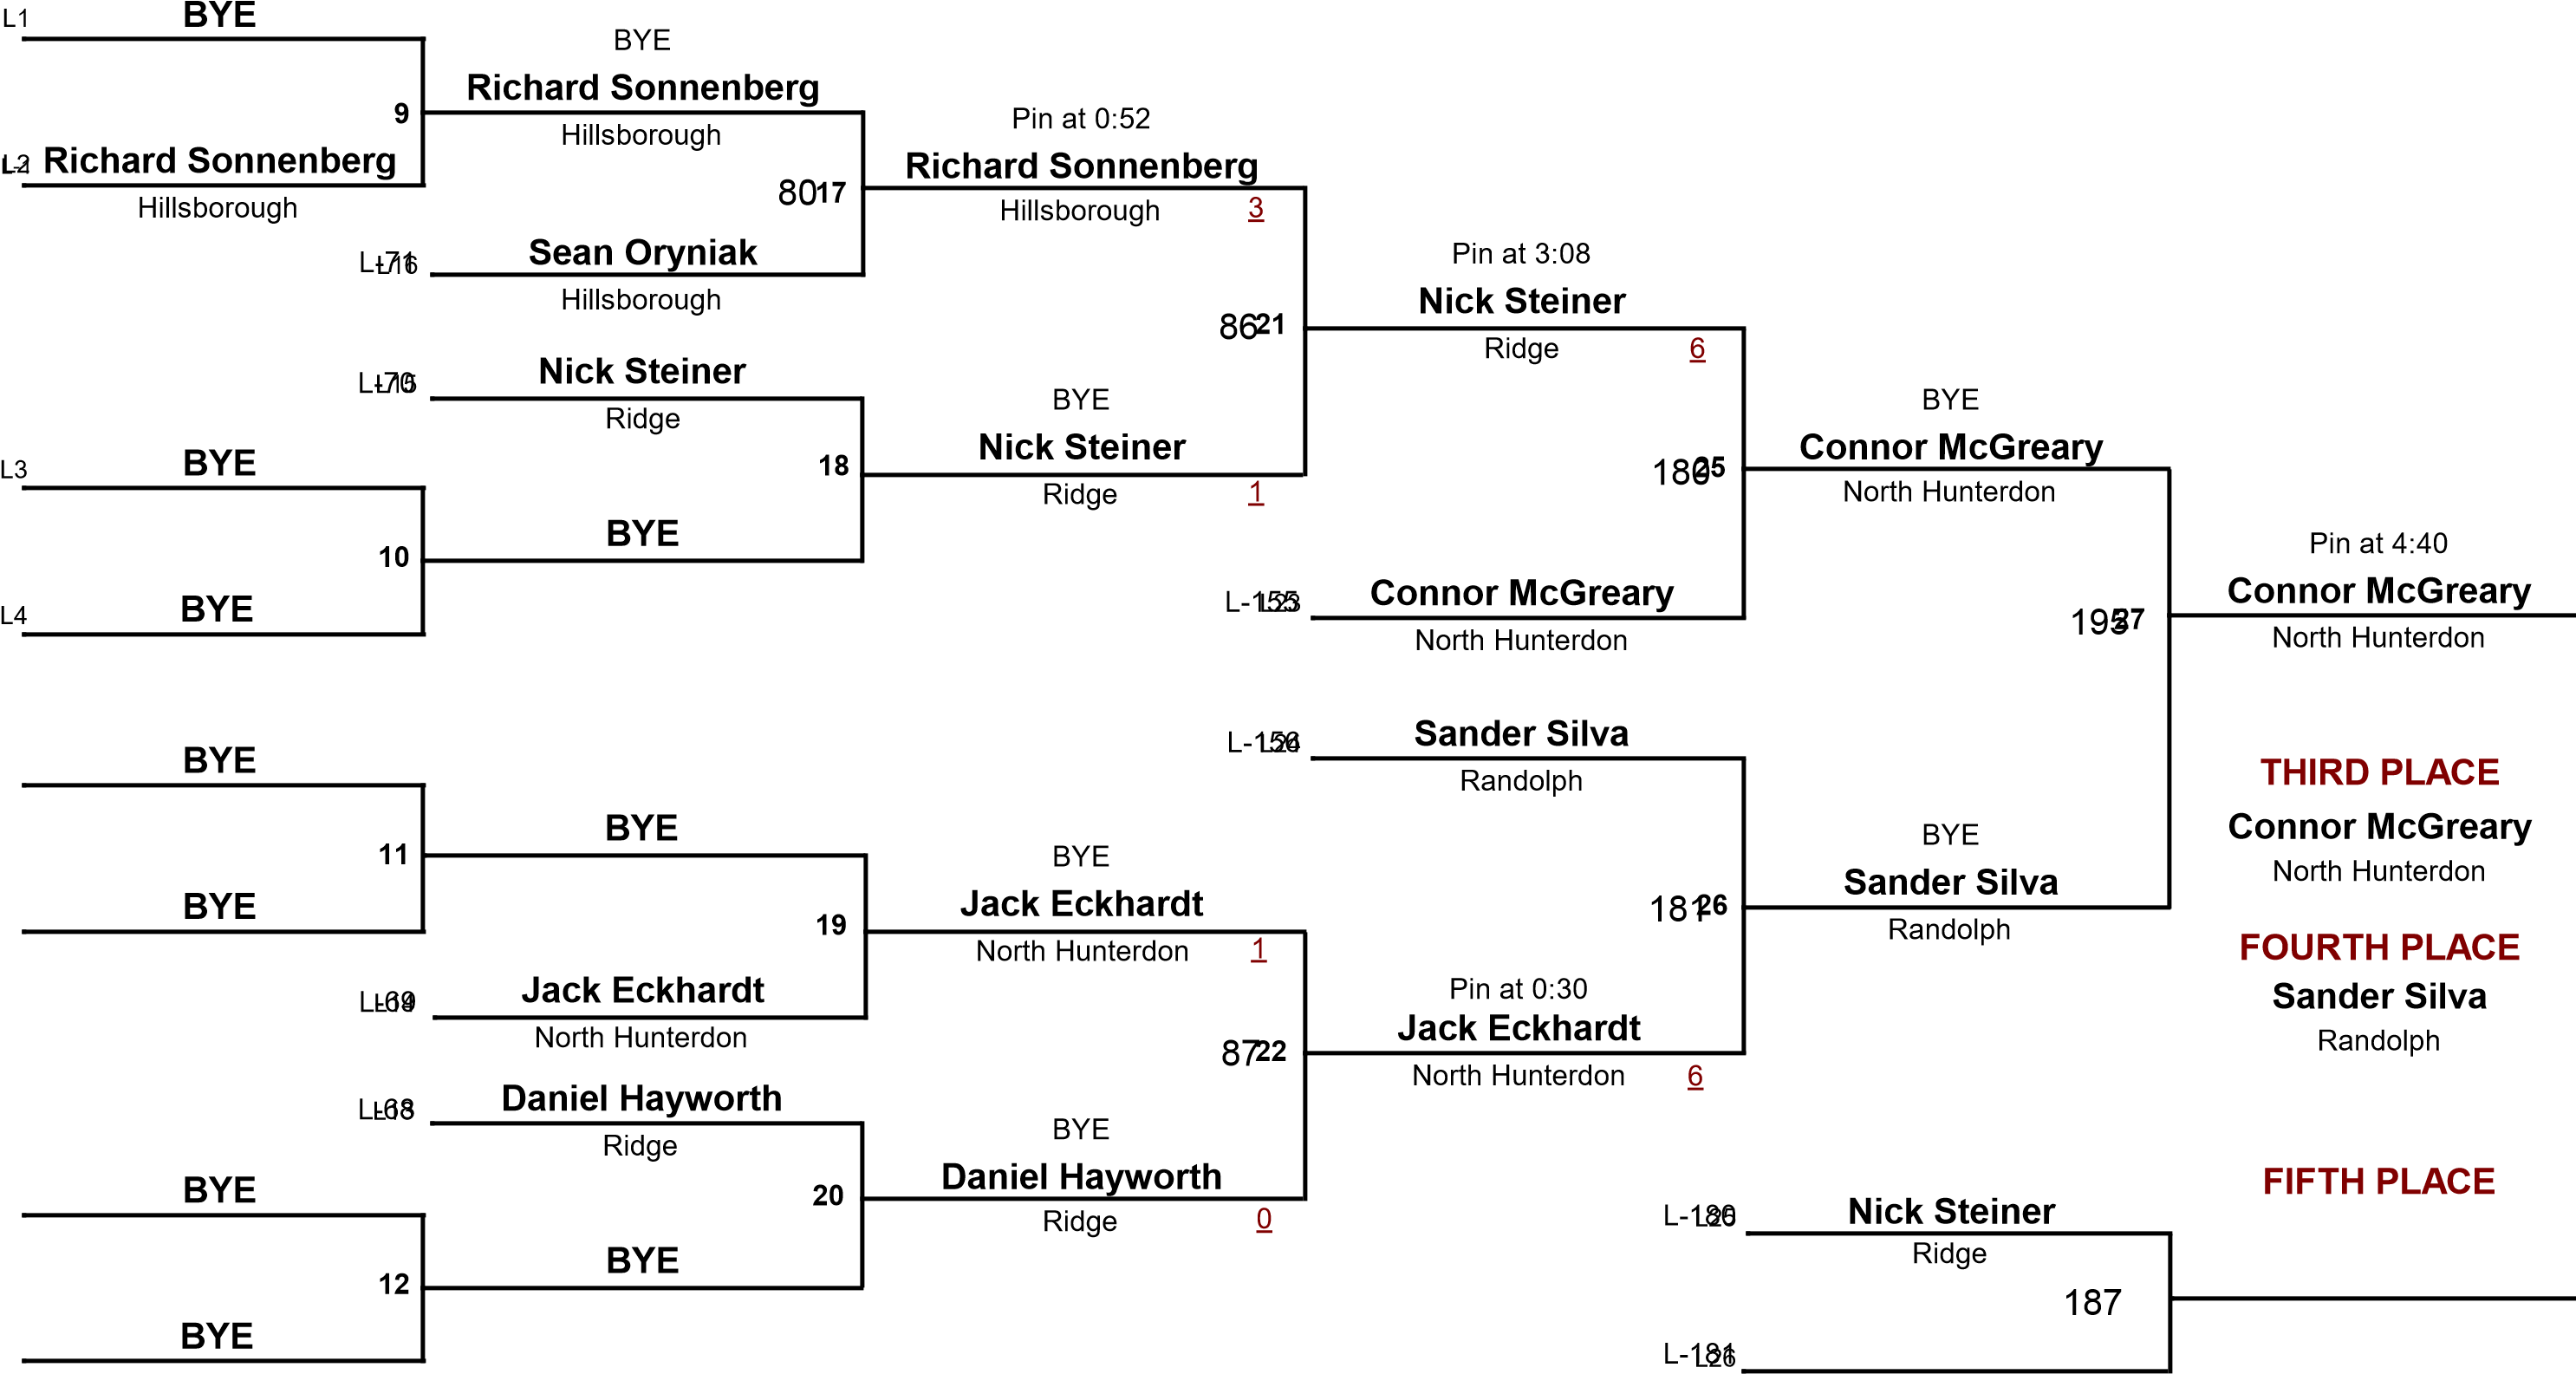 L1
BYE
9
L2
Richard Sonnenberg
Hillsborough
BYE
Richard Sonnenberg
Hillsborough
80
17
Sean Oryniak
Hillsborough
Pin at 0:52
Richard Sonnenberg
Hillsborough
3
Nick Steiner
Ridge
L3
BYE
10
L4
BYE
18
BYE
BYE
Nick Steiner
Ridge
1
86
21
Pin at 3:08
Nick Steiner
Ridge
6
Connor McGreary
North Hunterdon
25
BYE
Connor McGreary
North Hunterdon
27
Pin at 4:40
Connor McGreary
North Hunterdon
BYE
11
BYE
BYE
19
Jack Eckhardt
North Hunterdon
BYE
Jack Eckhardt
North Hunterdon
1
Daniel Hayworth
Ridge
BYE
12
BYE
20
BYE
BYE
Daniel Hayworth
Ridge
0
87
22
Pin at 0:30
Jack Eckhardt
North Hunterdon
6
Sander Silva
Randolph
181
26
BYE
Sander Silva
Randolph
THIRD PLACE
Connor McGreary
North Hunterdon
FOURTH PLACE
Sander Silva
Randolph
FIFTH PLACE
Nick Steiner
Ridge
187